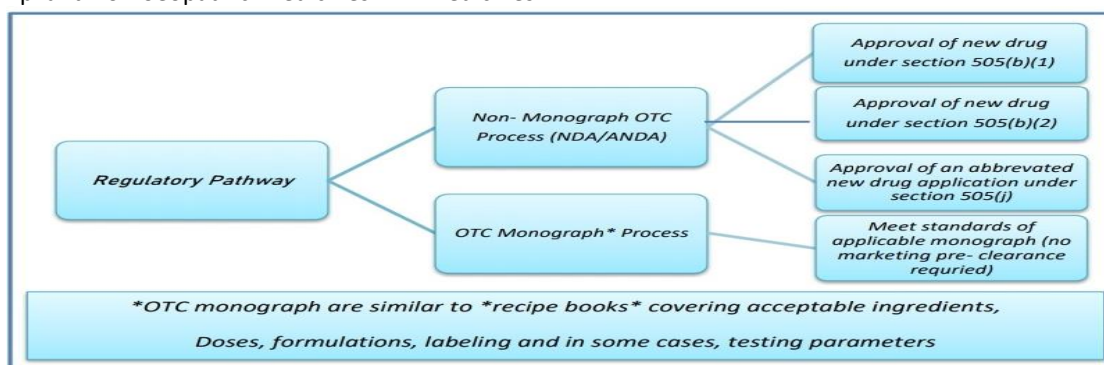 Regulatory Pathway
Non- Monograph OTC
Process (NDA/ANDA)
OTC Monograph* Process
Approval of new drug
under section 505(b)(1)
Approval of new drug
under section 505(b)(2)
Approval of an abbrevated
new drug application under
section 505(j)
Meet standards of
applicable monograph (no
marketing pre- clearance
requried)
*OTC monograph are similar to *recipe books* covering acceptable ingredients,
Doses, formulations, labeling and in some cases, testing parameters